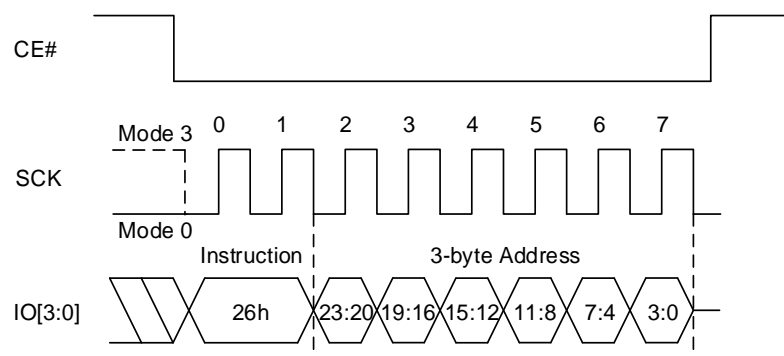 CE#
Mode 3 0 1 2 3 4 5 6 7
SCK
Mode 0
Instruction 3-byte Address
IO[3:0] 26h 23:20 19:16 15:12 11:8 7:4 3:0